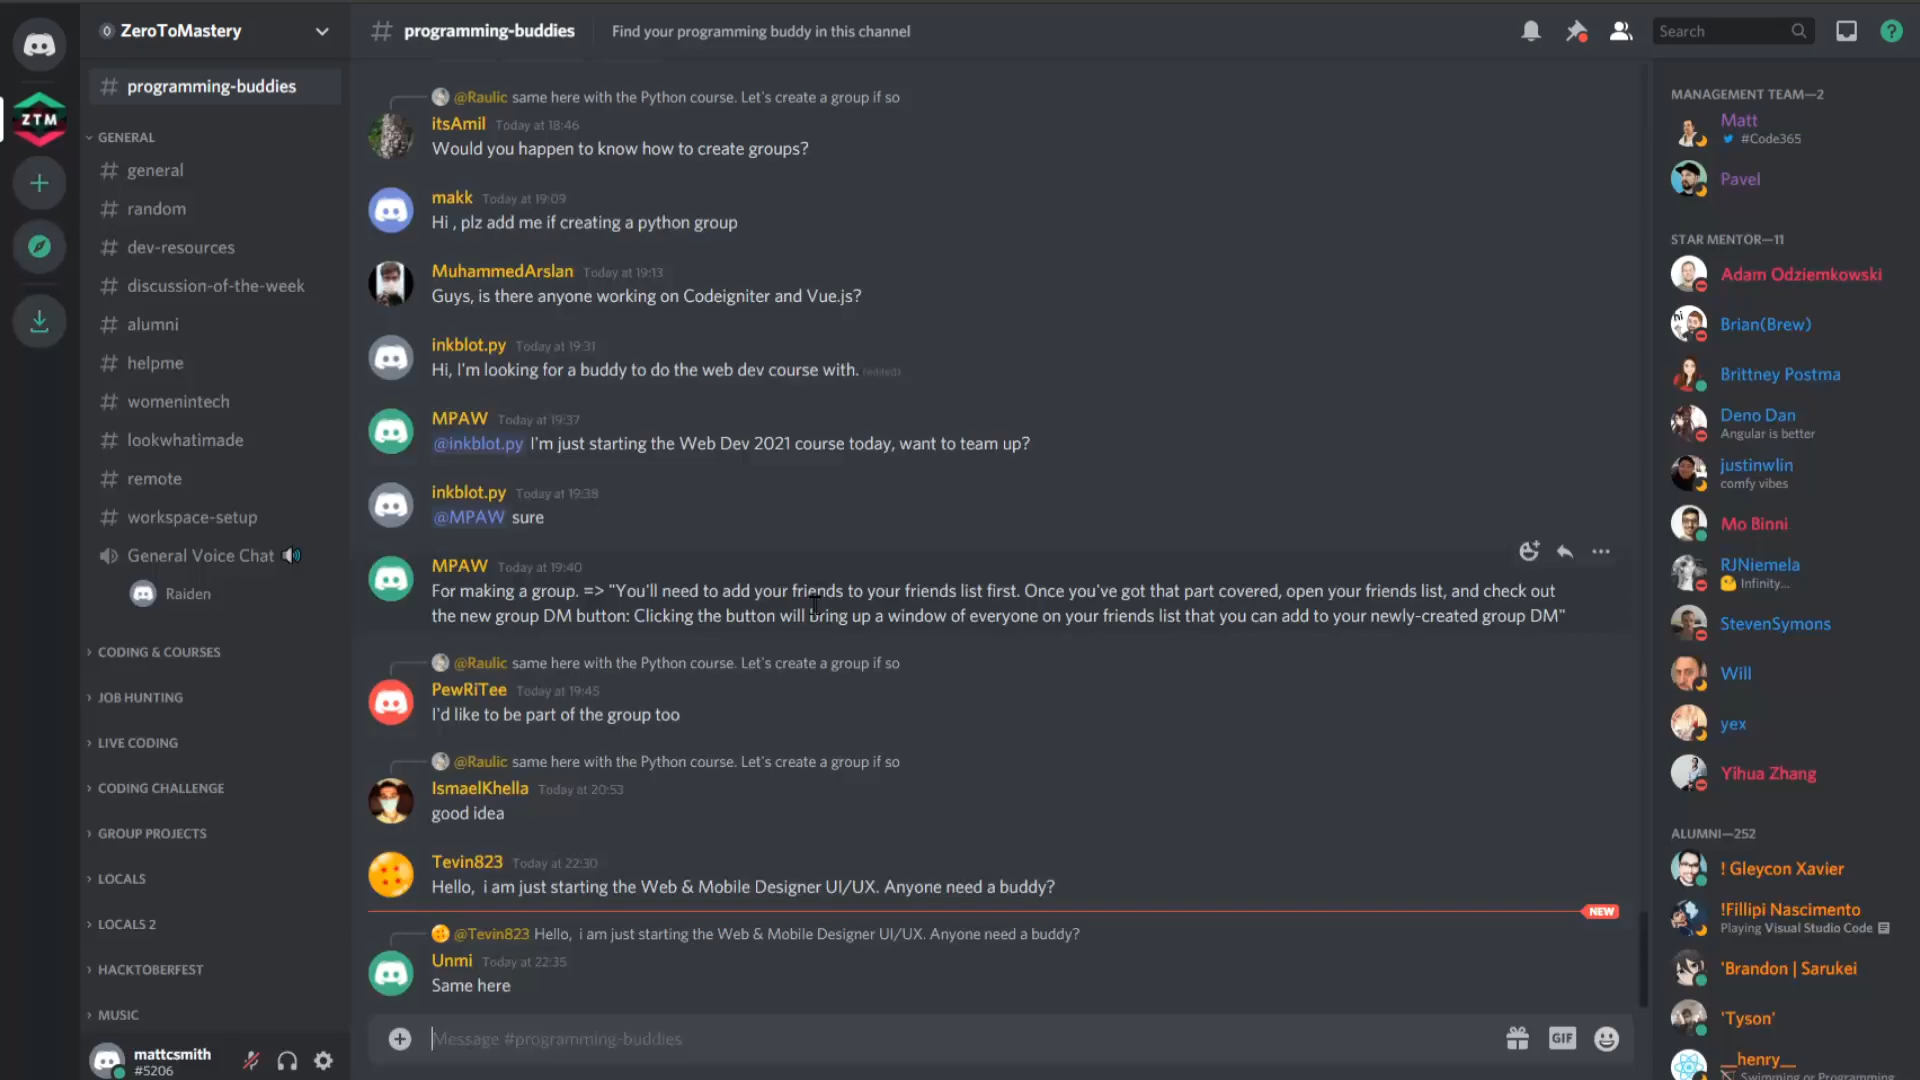 ZTM
ZeroToMastery
programming-buddies
GENERAL
general
random
dev-resources
discussion-of-the-week
alumni
helpme
womenintech
lookwhatimade
remote
workspace-setup
General Voice Chat
Raiden
CODING & COURSES
JOB HUNTING
LIVE CODING
CODING CHALLENGE
GROUP PROJECTS
LOCALS
LOCALS 2
HACKTOBERFEST
MUSIC
mattcsmith
#5206
programming-buddies
Find your programming buddy in this channel
Search
@Raulic same here with the Python course. Let's create a group if so
itsAmil Today at 18:46
Would you happen to know how to create groups?
makk Today at 19:09
Hi , plz add me if creating a python group
MuhammedArslan Today at 19:13
Guys, is there anyone working on Codeigniter and Vue.js?
inkblot.py Today at 19:31
Hi, I'm looking for a buddy to do the web dev course with. (edited)
MPAW Today at 19:37
@inkblot.py I'm just starting the Web Dev 2021 course today, want to team up?
inkblot.py Today at 19:38
@MPAW sure
MPAW Today at 19:40
For making a group. => "You'll need to add your friends to your friends list first. Once you've got that part covered, open your friends list, and check out
the new group DM button: Clicking the button will bring up a window of everyone on your friends list that you can add to your newly-created group DM"
@Raulic same here with the Python course. Let's create a group if so
PewRiTee Today at 19:45
I'd like to be part of the group too
@Raulic same here with the Python course. Let's create a group if so
IsmaelKhella Today at 20:53
good idea
Tevin823 Today at 22:30
Hello, i am just starting the Web & Mobile Designer UI/UX. Anyone need a buddy?
NEW
@Tevin823 Hello, i am just starting the Web & Mobile Designer UI/UX. Anyone need a buddy?
Unmi Today at 22:35
Same here
Message #programming-buddies
GIF
MANAGEMENT TEAM—2
Matt
#Code365
Pavel
STAR MENTOR—11
Adam Odziemkowski
Brian(Brew)
Brittney Postma
Deno Dan
Angular is better
justinwlin
comfy vibes
Mo Binni
RJNiemela
Infinity...
StevenSymons
Will
yex
Yihua Zhang
ALUMNI—252
! Gleycon Xavier
!Fillipi Nascimento
Playing Visual Studio Code
'Brandon | Sarukei
'Tyson'
__henry__
Swimming or Programming